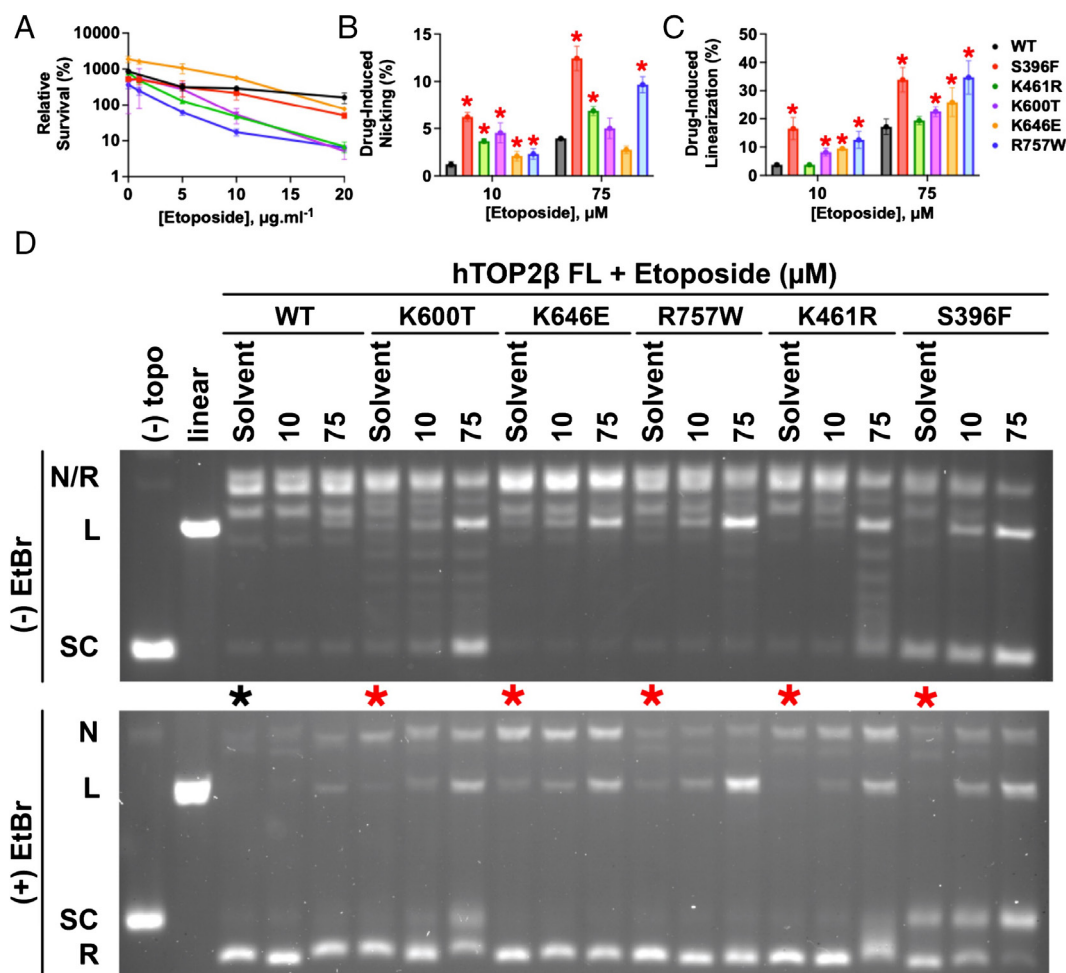 A
Relative
Survival (%)
10000
1000
100
10
1
0
5
10
15
20
[Etoposide], µg.ml-1
B
Drug-Induced
Nicking (%)
15
10
5
0
10
75
[Etoposide], µM
*
*
*
*
*
*
*
*
C
Drug-Induced
Linearization (%)
50
40
30
20
10
0
10
75
[Etoposide], µM
*
*
*
*
*
*
*
*
WT
S396F
K461R
K600T
K646E
R757W
D
hTOP2β FL + Etoposide (µM)
WT K600T K646E R757W K461R S396F
(-) topo linear Solvent 10 75 Solvent 10 75 Solvent 10 75 Solvent 10 75 Solvent 10 75 Solvent 10 75
(-) EtBr
N/R
L
SC
* * * * * *
(+) EtBr
N
L
SC
R